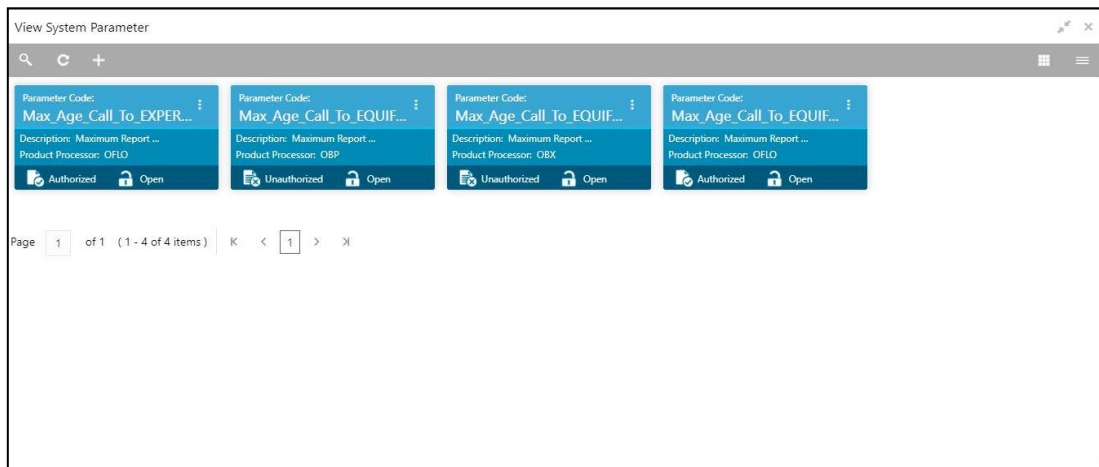 View System Parameter
Parameter Code:
Max_Age_Call_To_EXPER...
Description: Maximum Report ...
Product Processor: OFLO
Authorized Open
Parameter Code:
Max_Age_Call_To_EQUIF...
Description: Maximum Report ...
Product Processor: OBP
Unauthorized Open
Parameter Code:
Max_Age_Call_To_EQUIF...
Description: Maximum Report ...
Product Processor: OBX
Unauthorized Open
Parameter Code:
Max_Age_Call_To_EQUIF...
Description: Maximum Report ...
Product Processor: OFLO
Authorized Open
Page 1 of 1 (1 - 4 of 4 items) 1